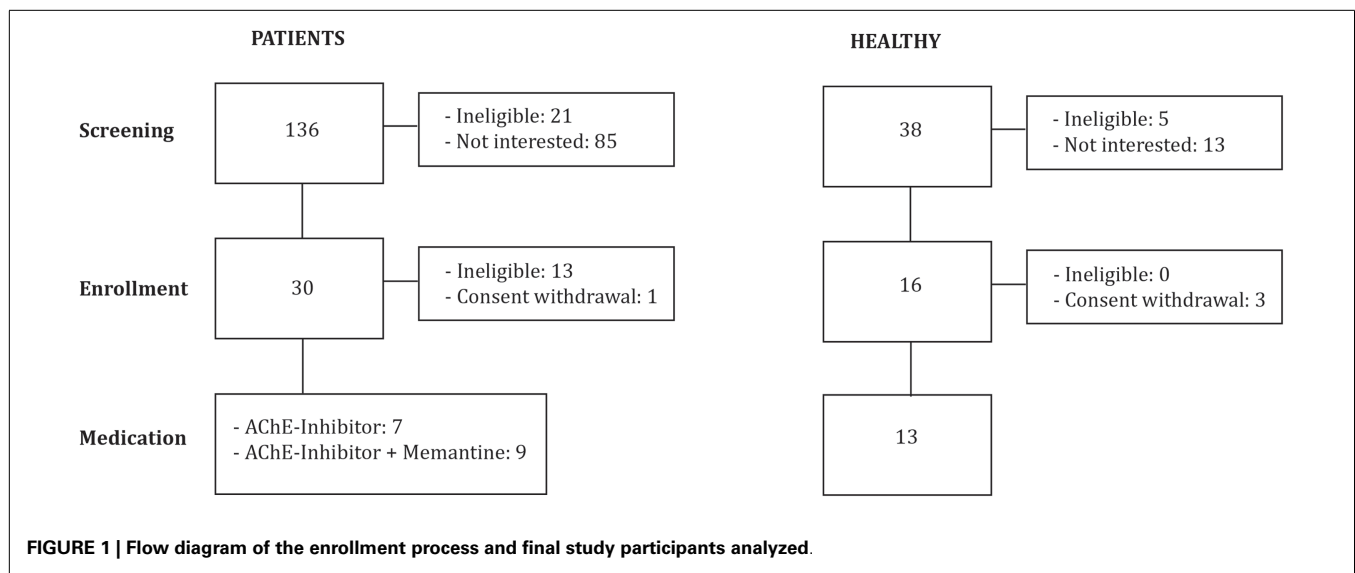 PATIENTS
HEALTHY
Screening
136
- Ineligible: 21
- Not interested: 85
38
- Ineligible: 5
- Not interested: 13
Enrollment
30
- Ineligible: 13
- Consent withdrawal: 1
16
- Ineligible: 0
- Consent withdrawal: 3
Medication
- AChE-Inhibitor: 7
- AChE-Inhibitor + Memantine: 9
13
FIGURE 1 | Flow diagram of the enrollment process and final study participants analyzed.